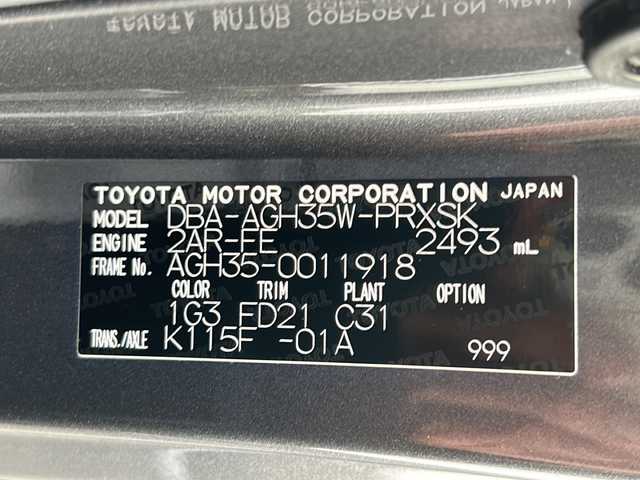 TOYOTA MOTOR CORPORATION JAPAN
MODEL DBA-AGH35W-PRXSK
ENGINE 2AR-FE 2493 mL
FRAME No. AGH35-0011918
COLOR TRIM PLANT OPTION
1G3 FD21 C31
TRANS./AXLE K115F -01A 999